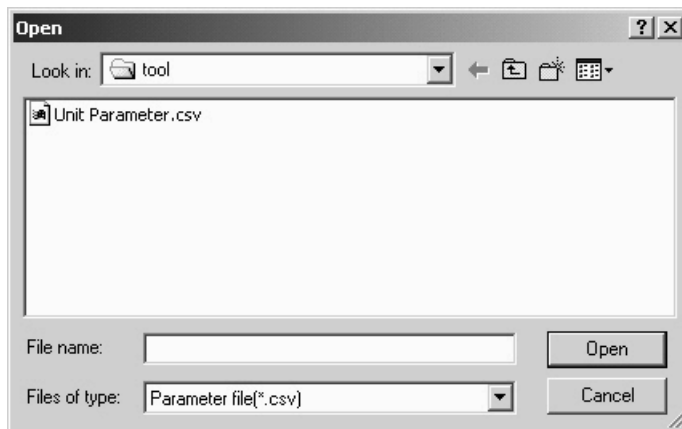 Open
Look in: tool
Unit Parameter.csv
File name:
Open
Files of type: Parameter file(*.csv)
Cancel